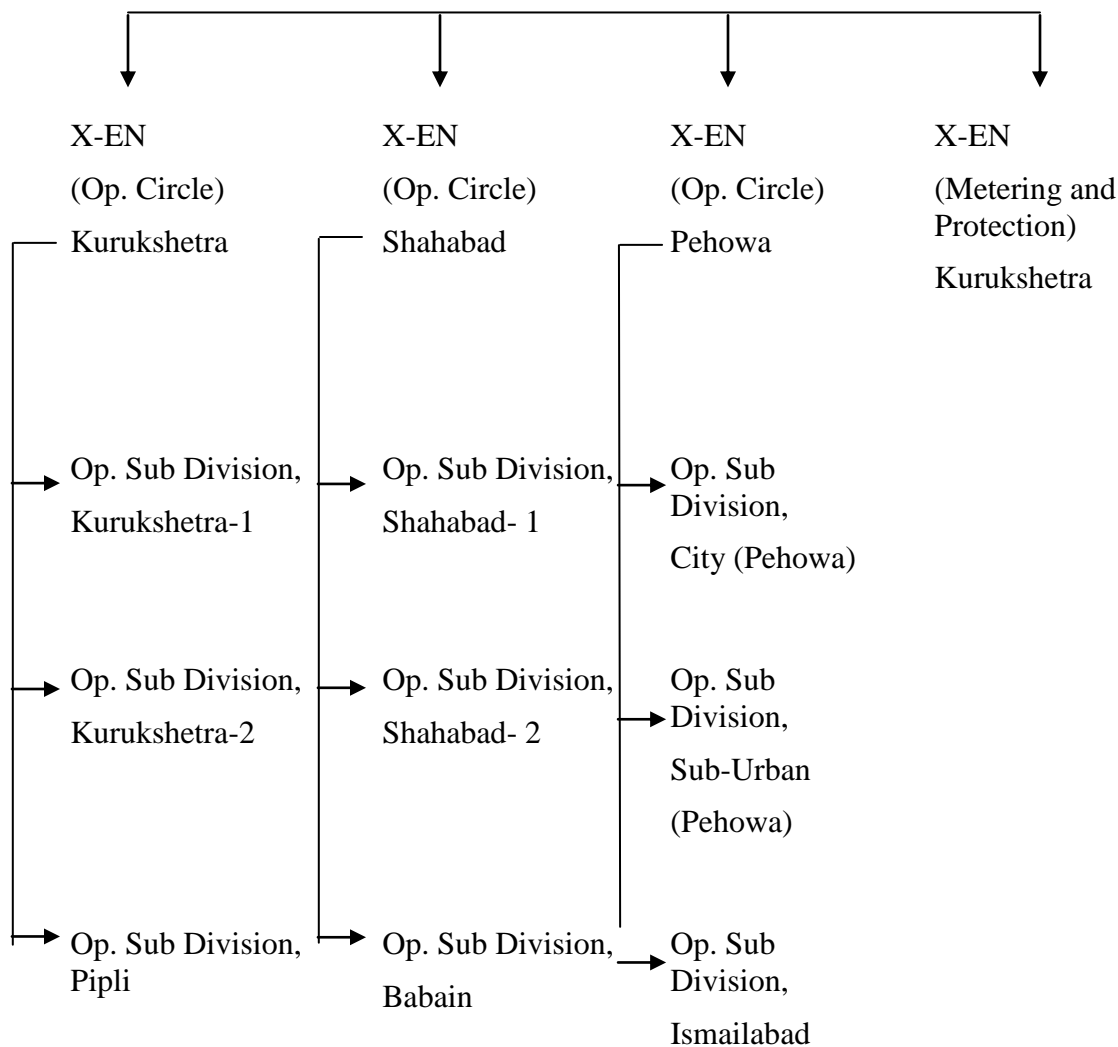 X-EN
(Op. Circle)
Kurukshetra
X-EN
(Op. Circle)
Shahabad
X-EN
(Op. Circle)
Pehowa
X-EN
(Metering and
Protection)
Kurukshetra
Op. Sub Division,
Kurukshetra-1
Op. Sub Division,
Shahabad- 1
Op. Sub
Division,
City (Pehowa)
Op. Sub Division,
Kurukshetra-2
Op. Sub Division,
Shahabad- 2
Op. Sub
Division,
Sub-Urban
(Pehowa)
Op. Sub Division,
Pipli
Op. Sub Division,
Babain
Op. Sub
Division,
Ismailabad